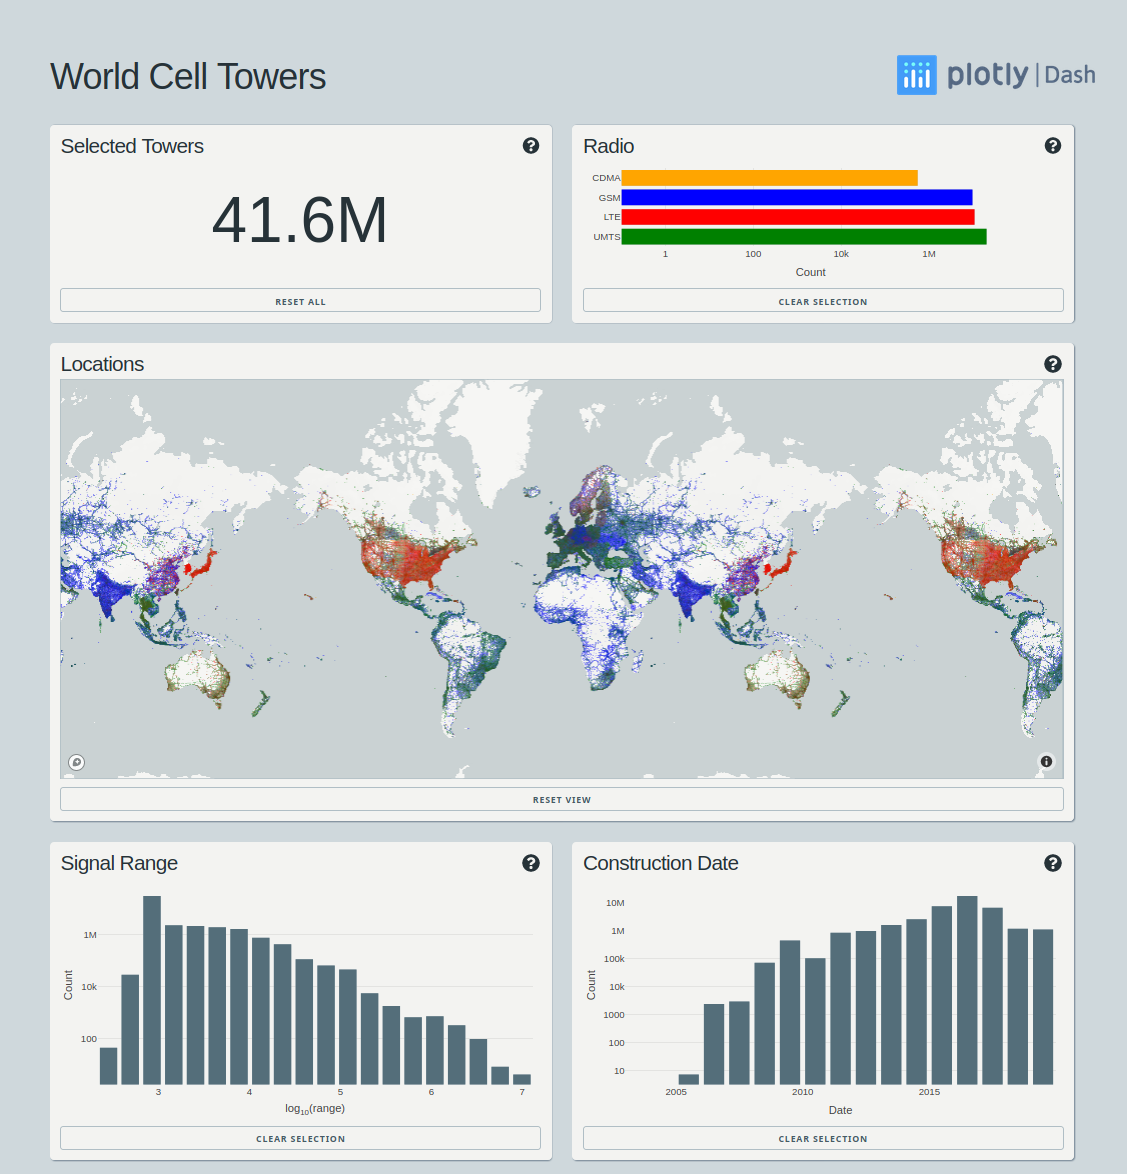 World Cell Towers
plotly | Dash
Selected Towers
?
41.6M
RESET ALL
Radio
?
CDMA
GSM
LTE
UMTS
1 100 10k 1M
Count
CLEAR SELECTION
Locations
?
RESET VIEW
Signal Range
?
Count
1M
10k
100
3 4 5 6 7
log10(range)
CLEAR SELECTION
Construction Date
?
Count
10M
1M
100k
10k
1000
100
10
2005 2010 2015
Date
CLEAR SELECTION